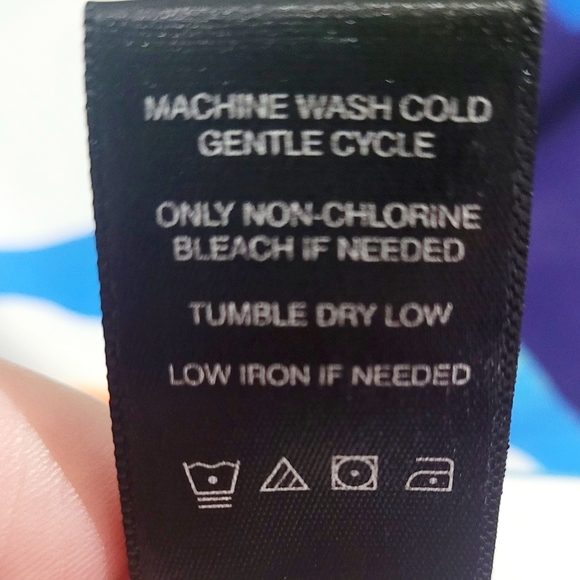 MACHINE WASH COLD
GENTLE CYCLE
ONLY NON-CHLORINE
BLEACH IF NEEDED
TUMBLE DRY LOW
LOW IRON IF NEEDED